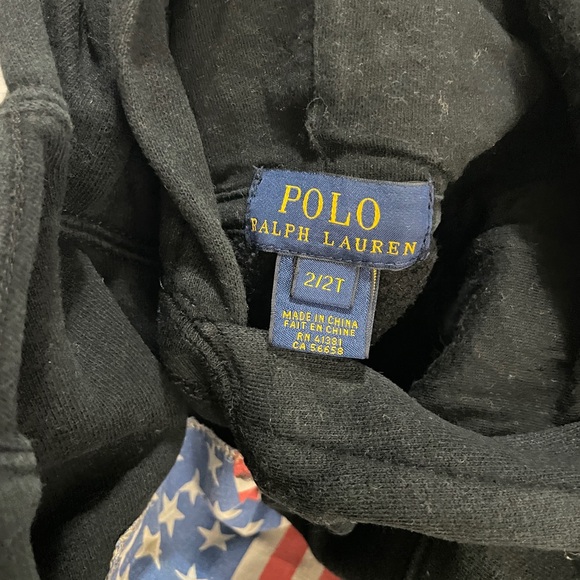 POLO
RALPH LAUREN
2/2T
MADE IN CHINA
FAIT EN CHINE
RN 41381
CA 56658